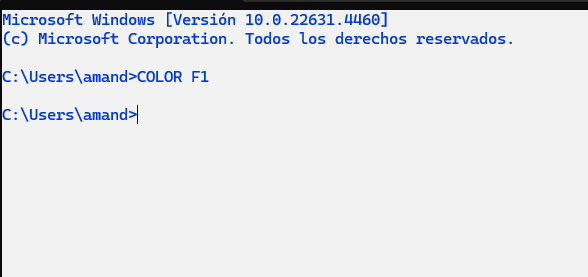 Microsoft Windows [Versión 10.0.22631.4460]
(c) Microsoft Corporation. Todos los derechos reservados.
C:\Users\amand>COLOR F1
C:\Users\amand>